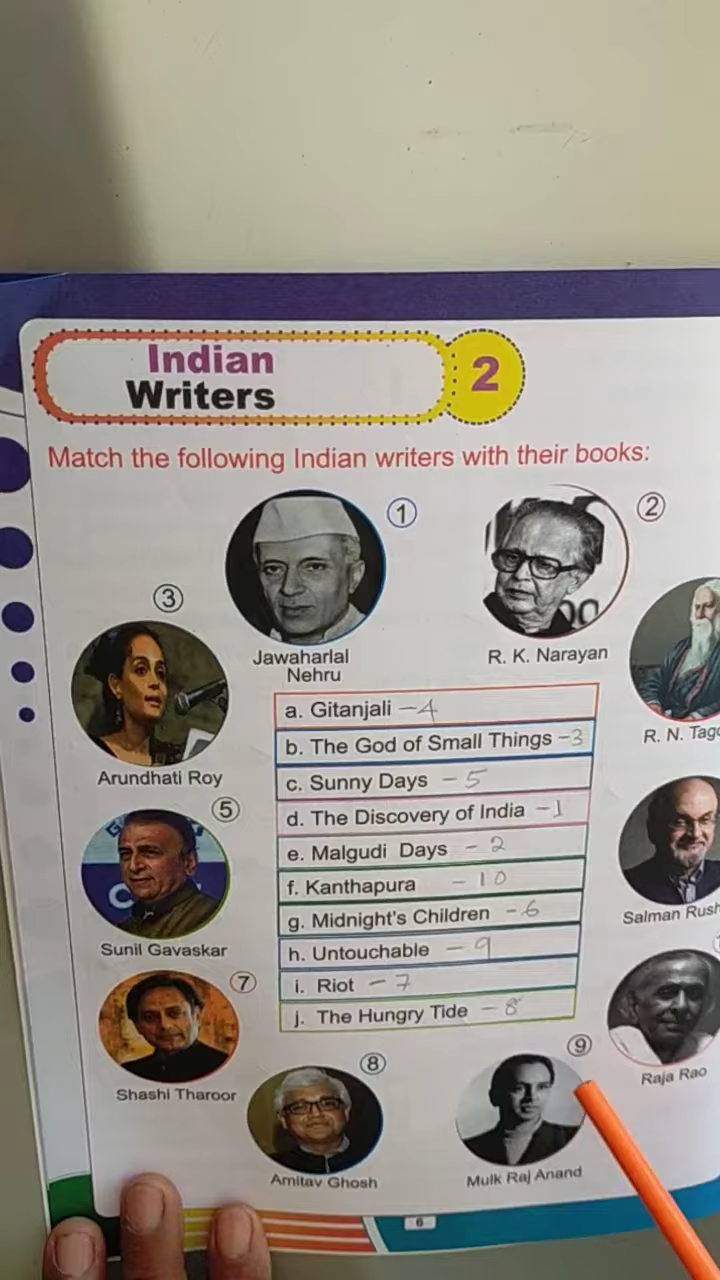 Indian
Writers
2
Match the following Indian writers with their books:
1
2
3
Jawaharlal
Nehru
R. K. Narayan
R. N. Tag
Arundhati Roy
a. Gitanjali – 4
b. The God of Small Things – 3
c. Sunny Days – 5
d. The Discovery of India – 1
e. Malgudi Days – 2
f. Kanthapura – 10
g. Midnight's Children – 6
h. Untouchable – 9
i. Riot – 7
j. The Hungry Tide – 8
5
Sunil Gavaskar
Salman Rush
7
Shashi Tharoor
8
9
Raja Rao
Amitav Ghosh
Mulk Raj Anand
6